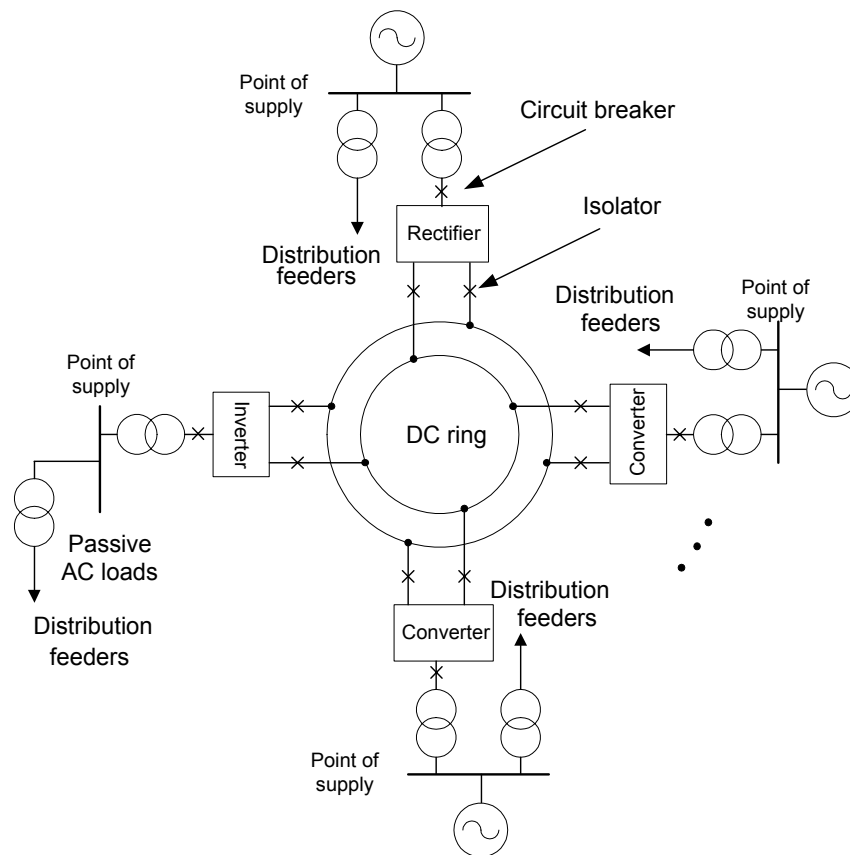 Point of
supply
Circuit breaker
Isolator
Rectifier
Distribution
feeders
Distribution
feeders
Point of
supply
Point of
supply
Inverter
DC ring
Converter
Passive
AC loads
Distribution
feeders
Converter
Distribution
feeders
Point of
supply